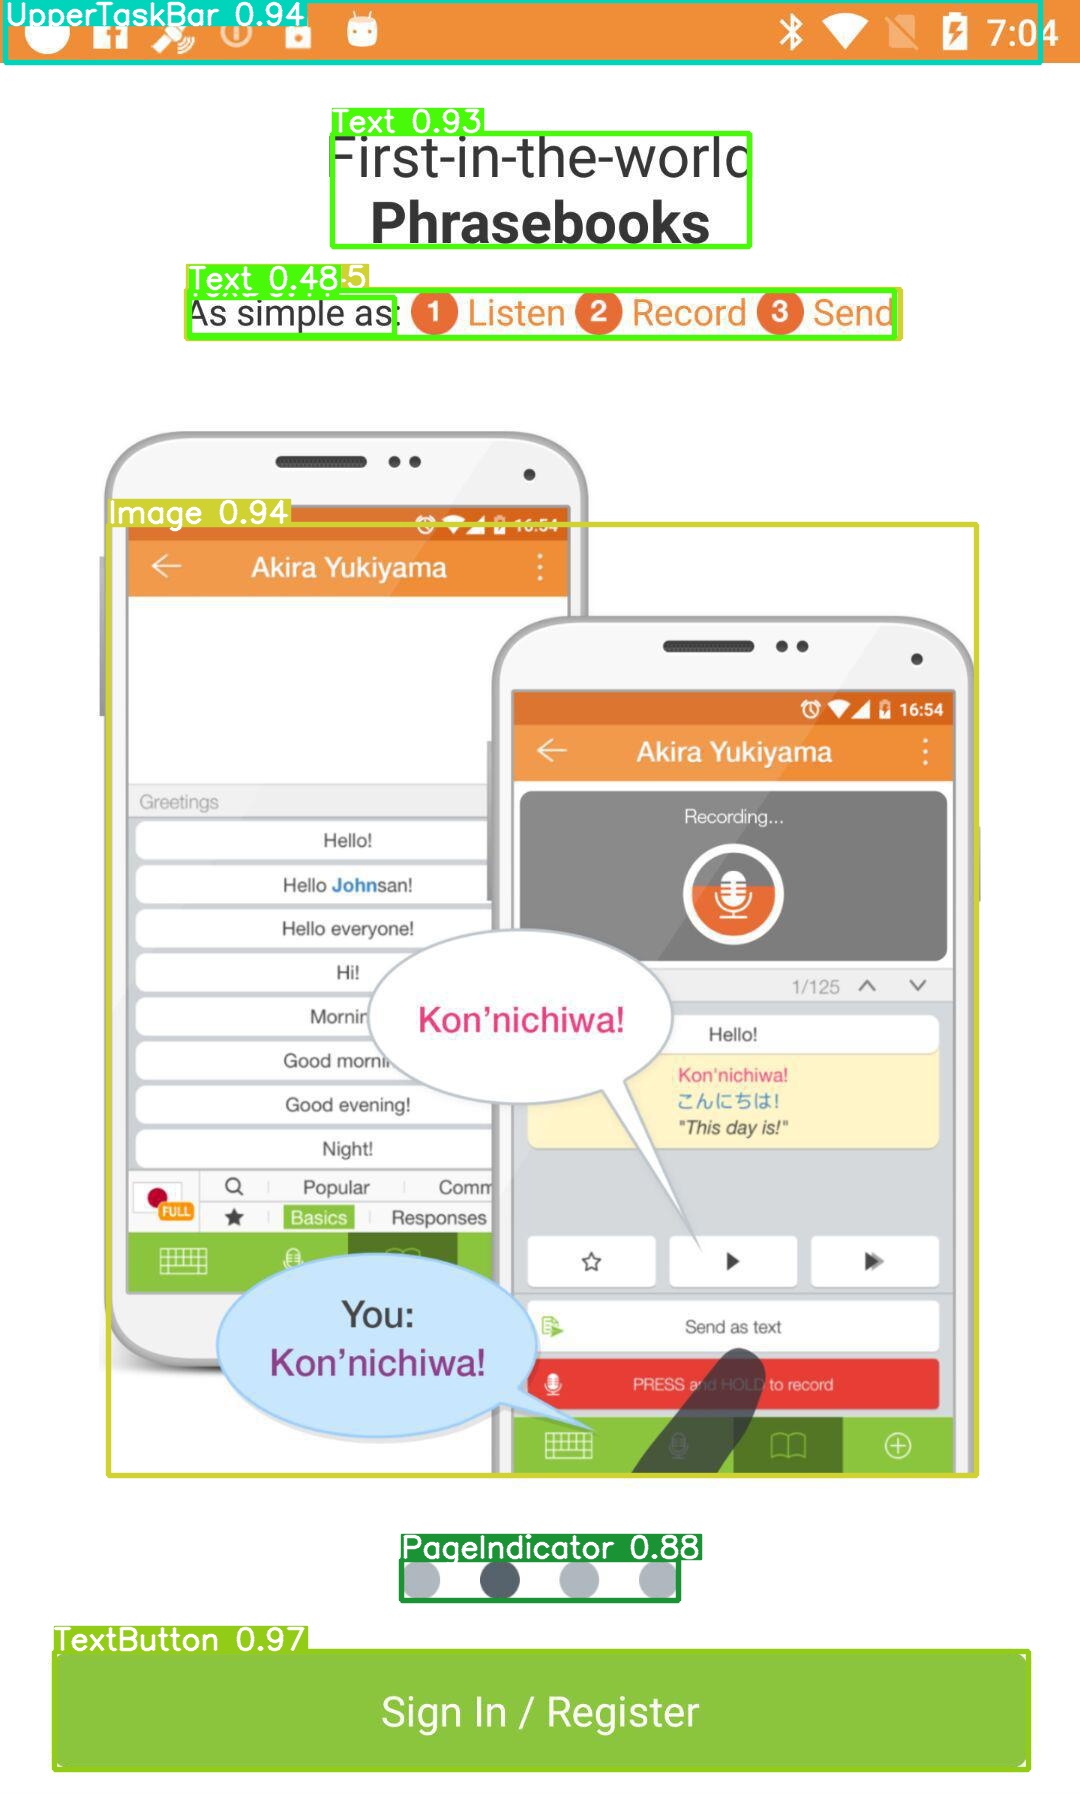 UpperTaskBar 0.94
7:04
Text 0.93
First-in-the-world
Phrasebooks
Text 0.48
As simple as: 1 Listen 2 Record 3 Send
Image 0.94
16:54
Akira Yukiyama
Greetings
Hello!
Hello Johnsan!
Hello everyone!
Hi!
Good evening!
Night!
Popular
FULL
Basics
Responses
16:54
Akira Yukiyama
Recording...
1/125
Kon'nichiwa!
Hello!
Kon'nichiwa!
こんにちは!
"This day is!"
Send as text
PRESS and HOLD to record
You:
Kon'nichiwa!
PageIndicator 0.88
TextButton 0.97
Sign In / Register